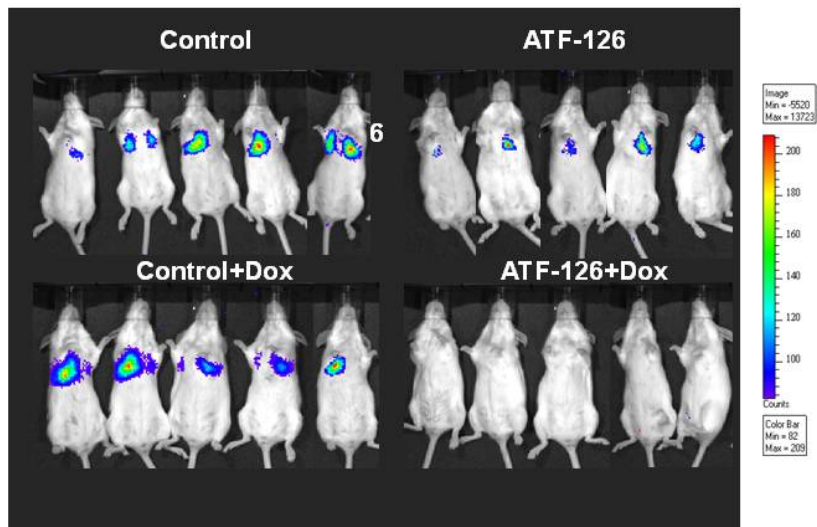 Control
ATF-126
6
Control+Dox
ATF-126+Dox
Image
Min = -5520
Max = 13723
200
180
160
140
120
100
Counts
Color Bar
Min = 82
Max = 209